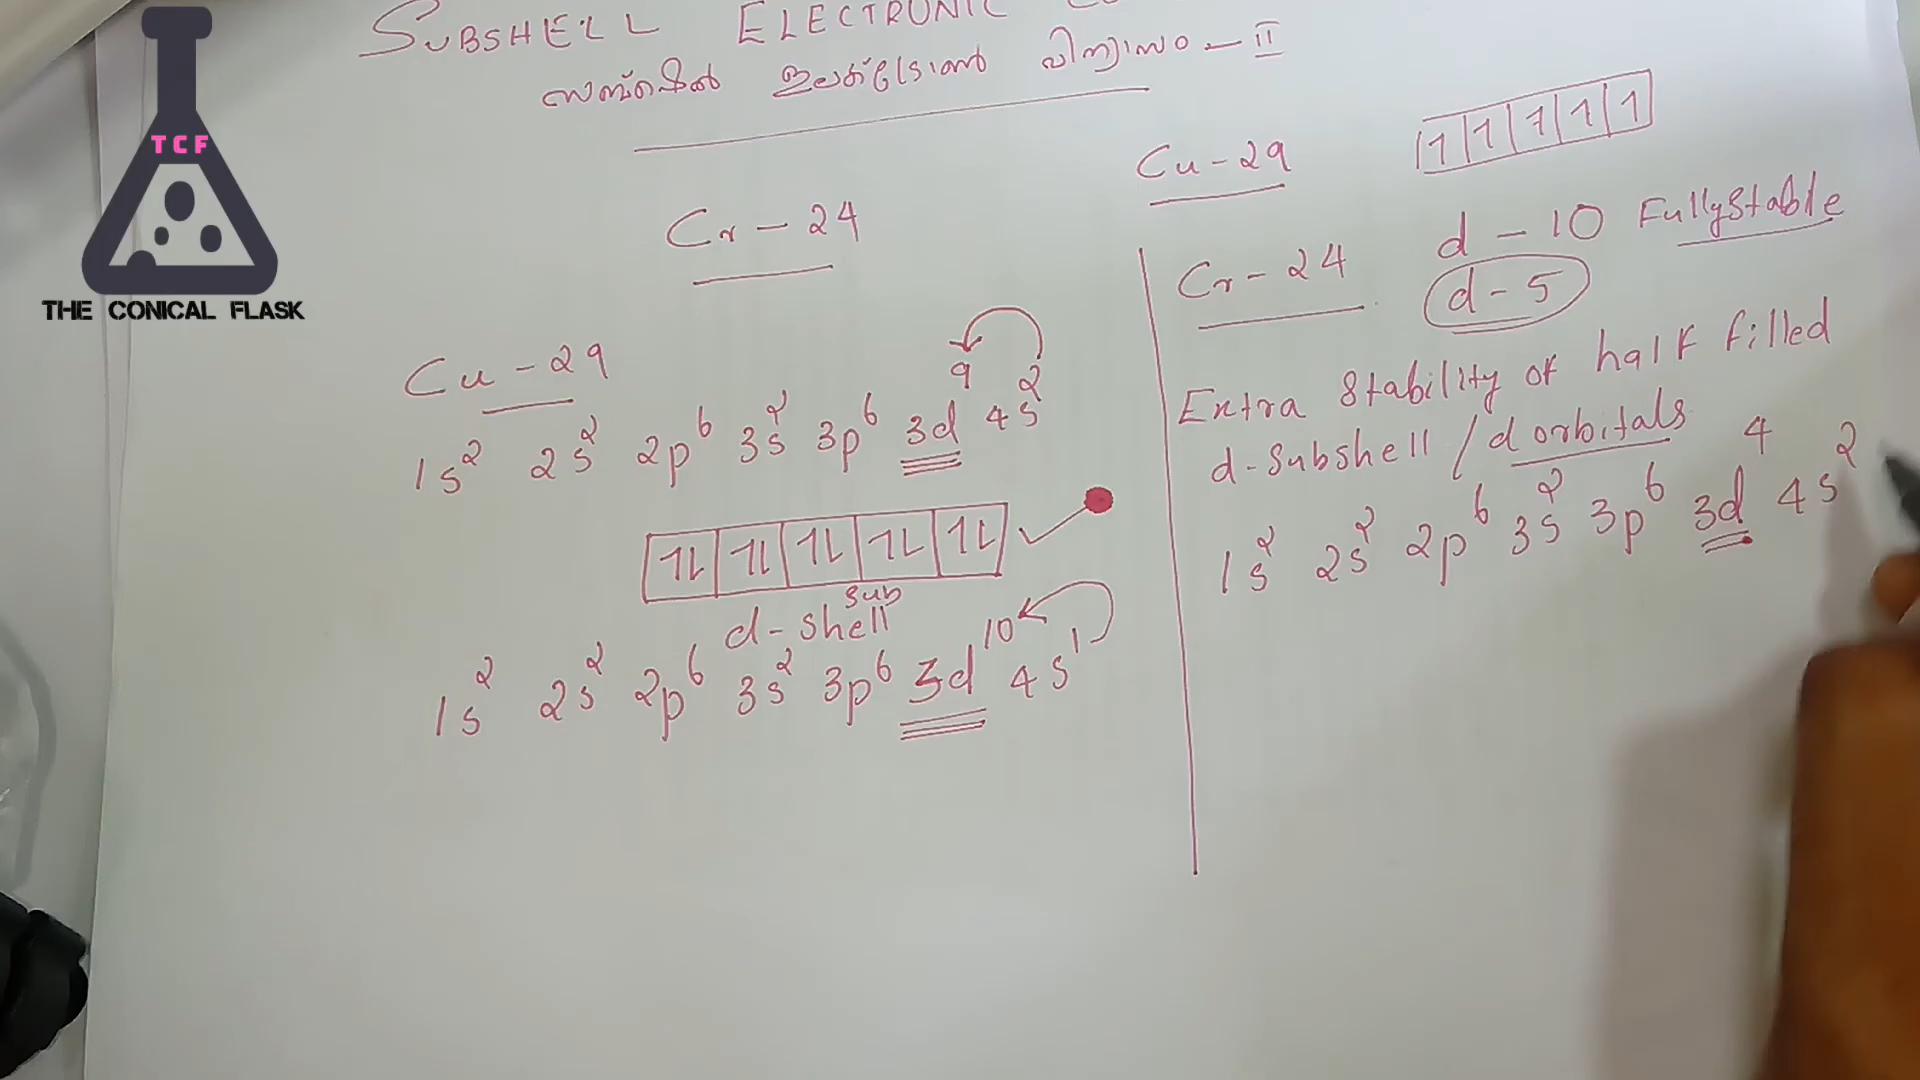 SUBSHELL ELECTRONIC
സബ്ഷെൽ ഇലക്ട്രോൺ വിന്യാസം – II
TCF
THE CONICAL FLASK
Cr – 24
Cu – 29
1s² 2s² 2p⁶ 3s² 3p⁶ 3d⁹ 4s²
1L 1L 1L 1L 1L
d-subshell
1s² 2s² 2p⁶ 3s² 3p⁶ 3d¹⁰ 4s¹
Cu – 29
1 1 1 1 1
d – 10 Fullystable
Cr – 24 d – 5
Extra Stability of half filled
d-Subshell / d orbitals
1s² 2s² 2p⁶ 3s² 3p⁶ 3d⁴ 4s²